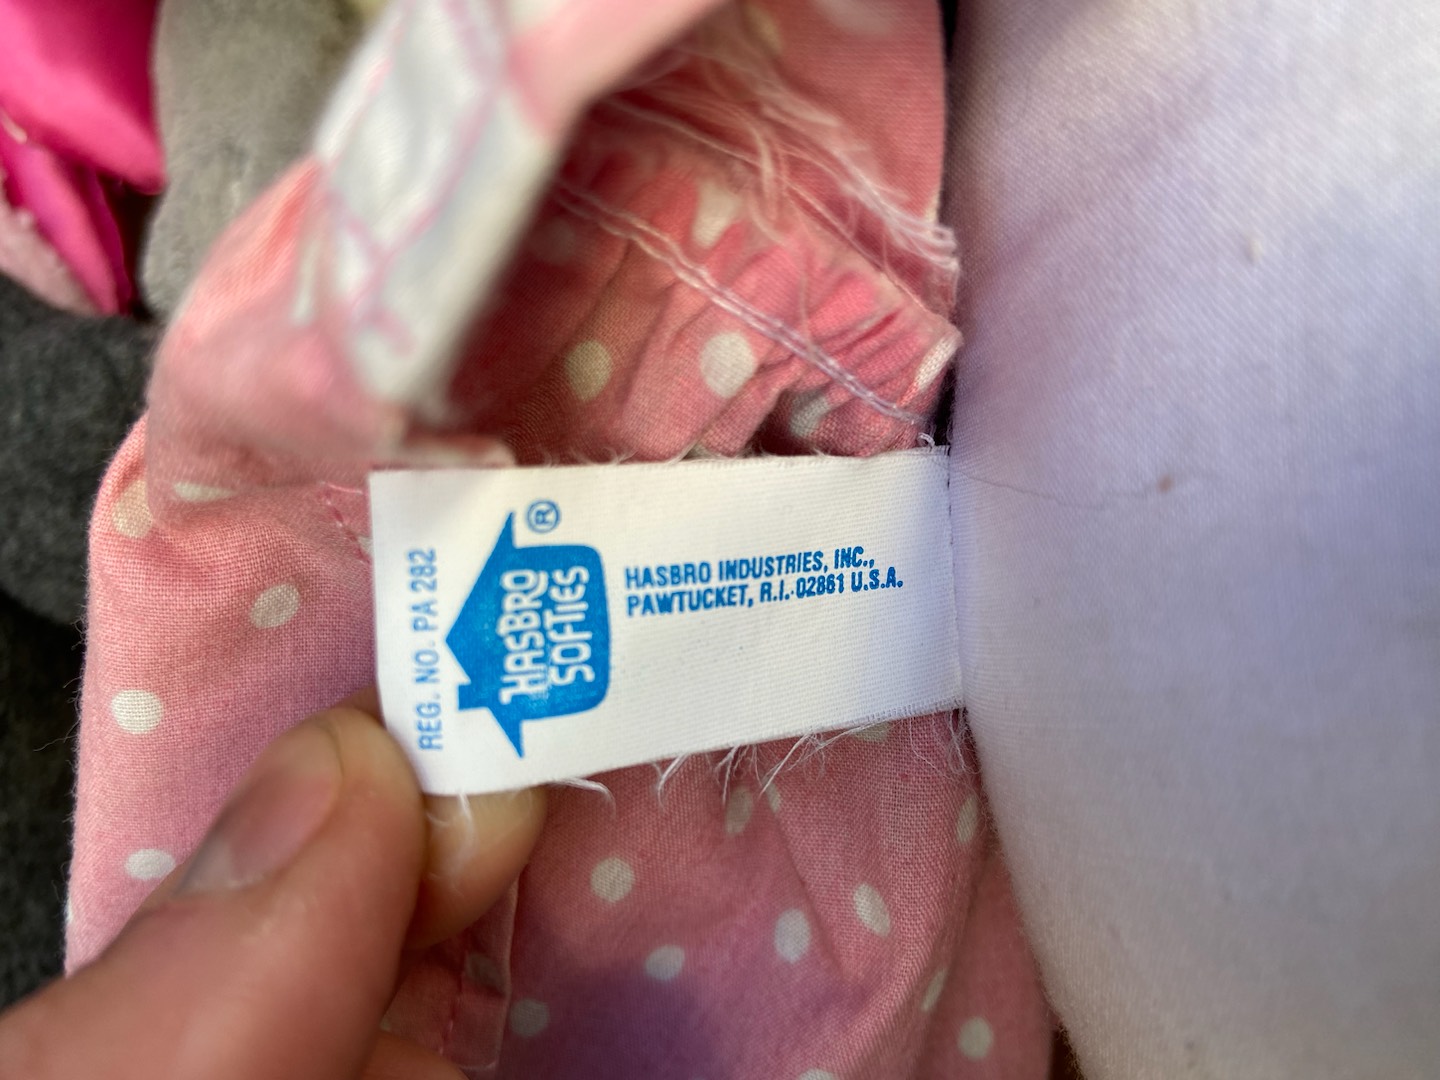 REG. NO. PA 282
HASBRO
SOFTIES
®
HASBRO INDUSTRIES, INC.,
PAWTUCKET, R.I. 02861 U.S.A.